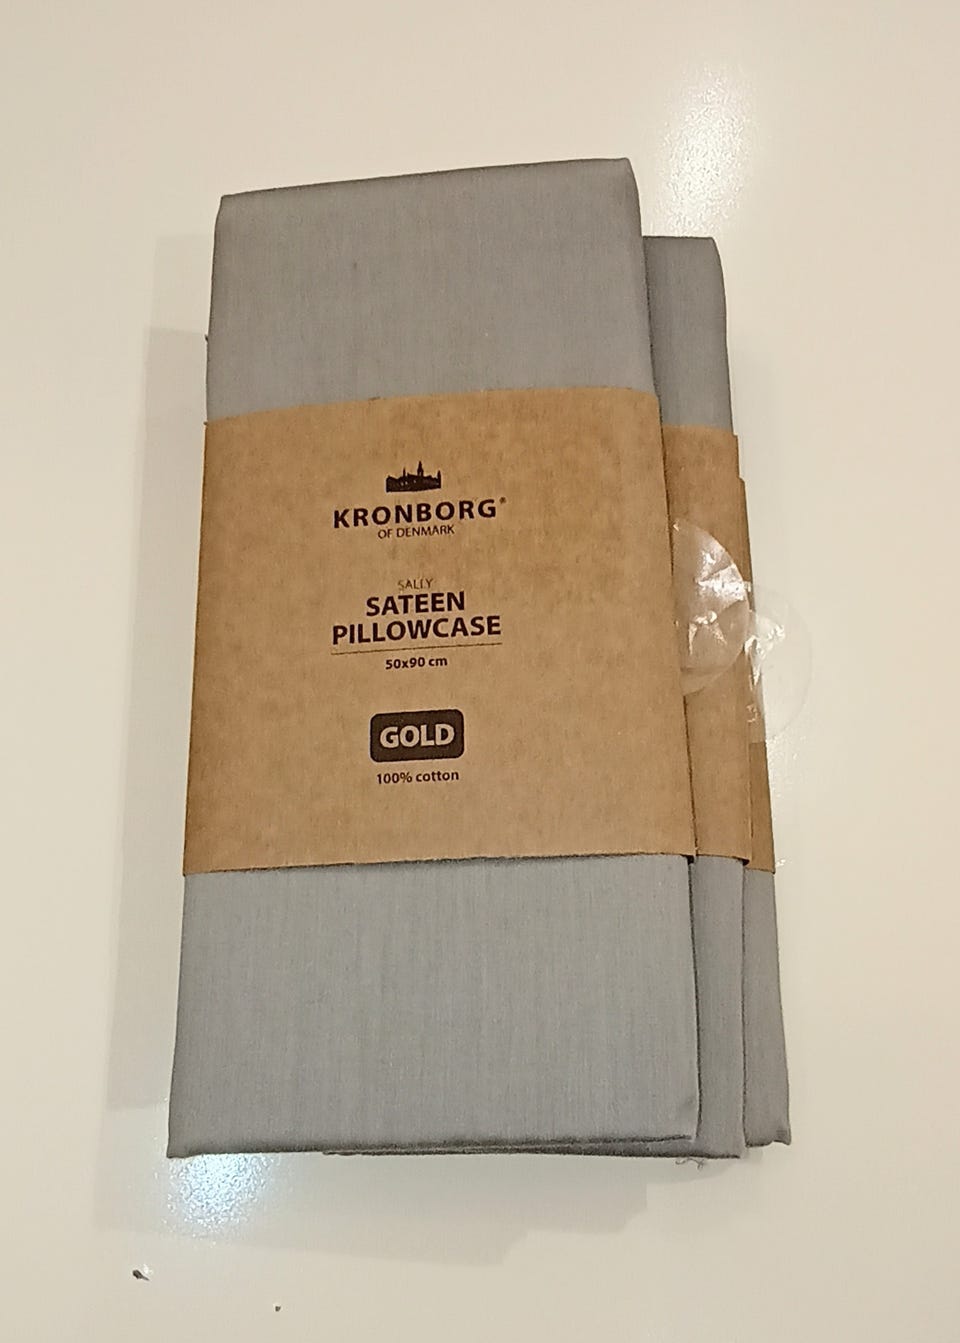 KRONBORG®
OF DENMARK
SALLY
SATEEN
PILLOWCASE
50x90 cm
GOLD
100% cotton